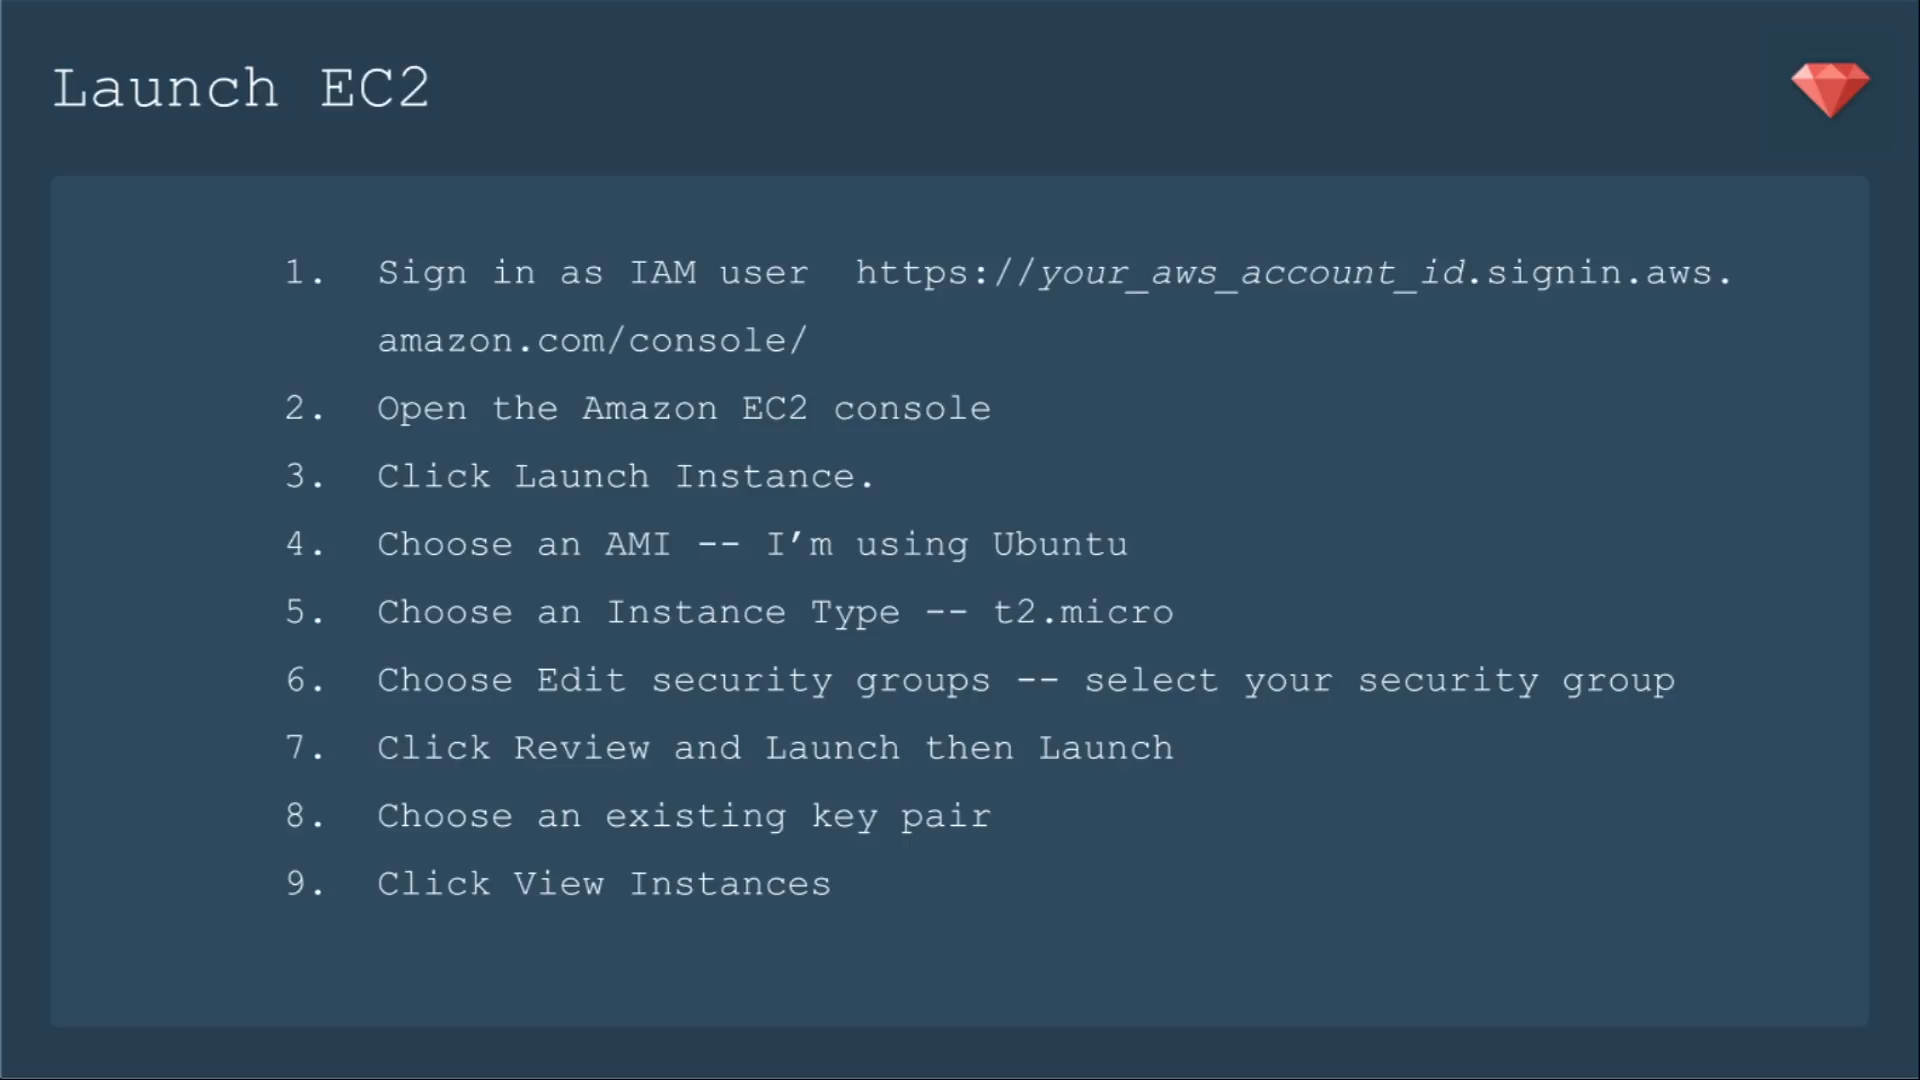 Launch EC2
1. Sign in as IAM user https://your_aws_account_id.signin.aws.
amazon.com/console/
2. Open the Amazon EC2 console
3. Click Launch Instance.
4. Choose an AMI -- I’m using Ubuntu
5. Choose an Instance Type -- t2.micro
6. Choose Edit security groups -- select your security group
7. Click Review and Launch then Launch
8. Choose an existing key pair
9. Click View Instances